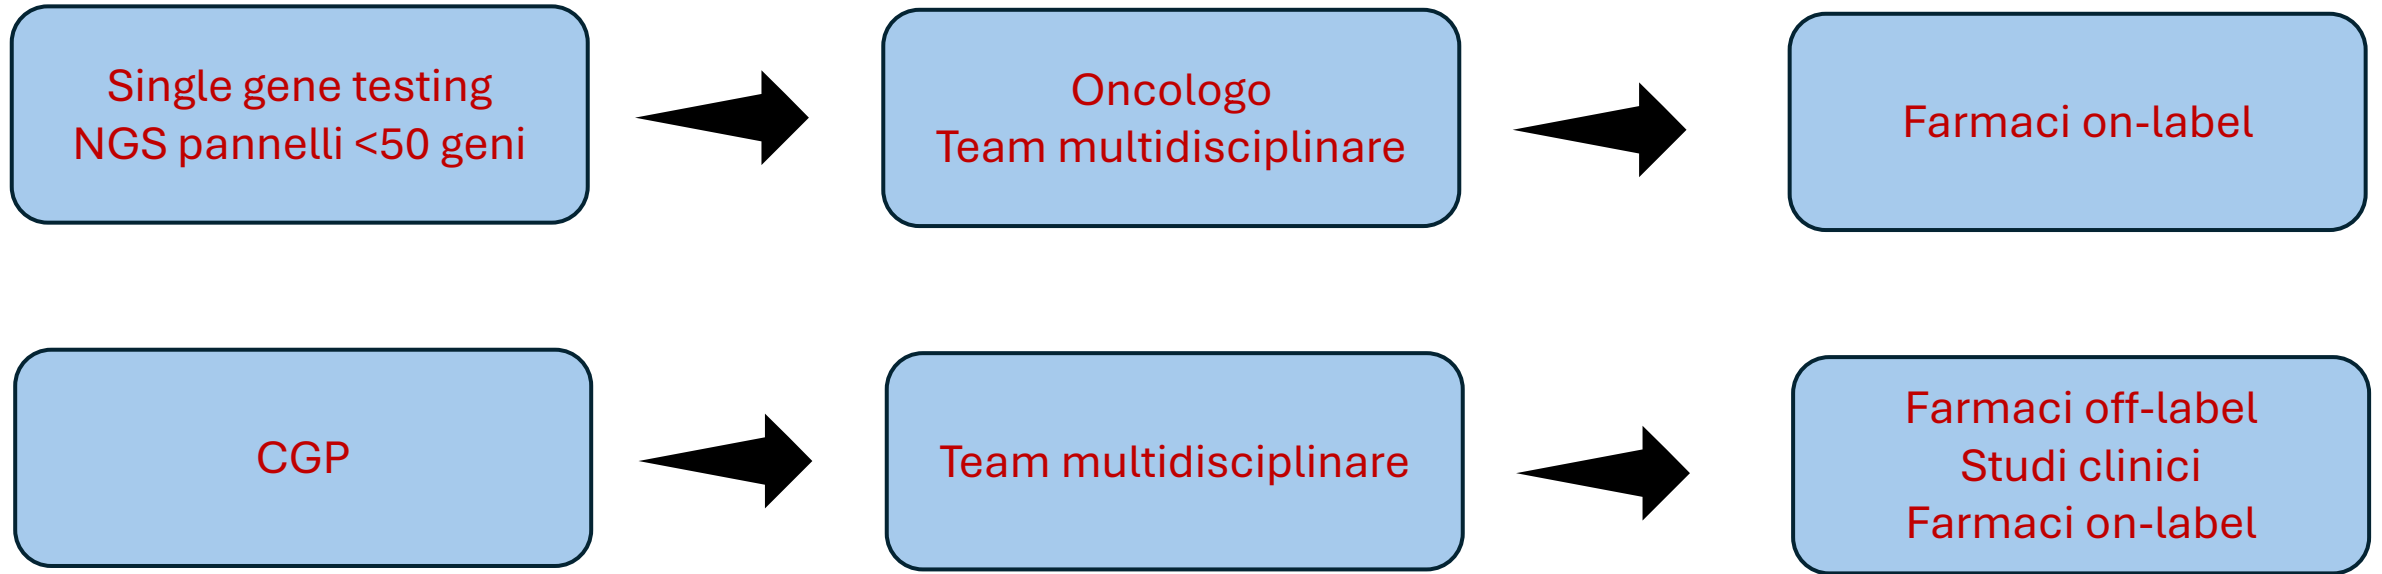 Single gene testing
NGS pannelli <50 geni
Oncologo
Team multidisciplinare
Farmaci on-label
CGP
Team multidisciplinare
Farmaci off-label
Studi clinici
Farmaci on-label